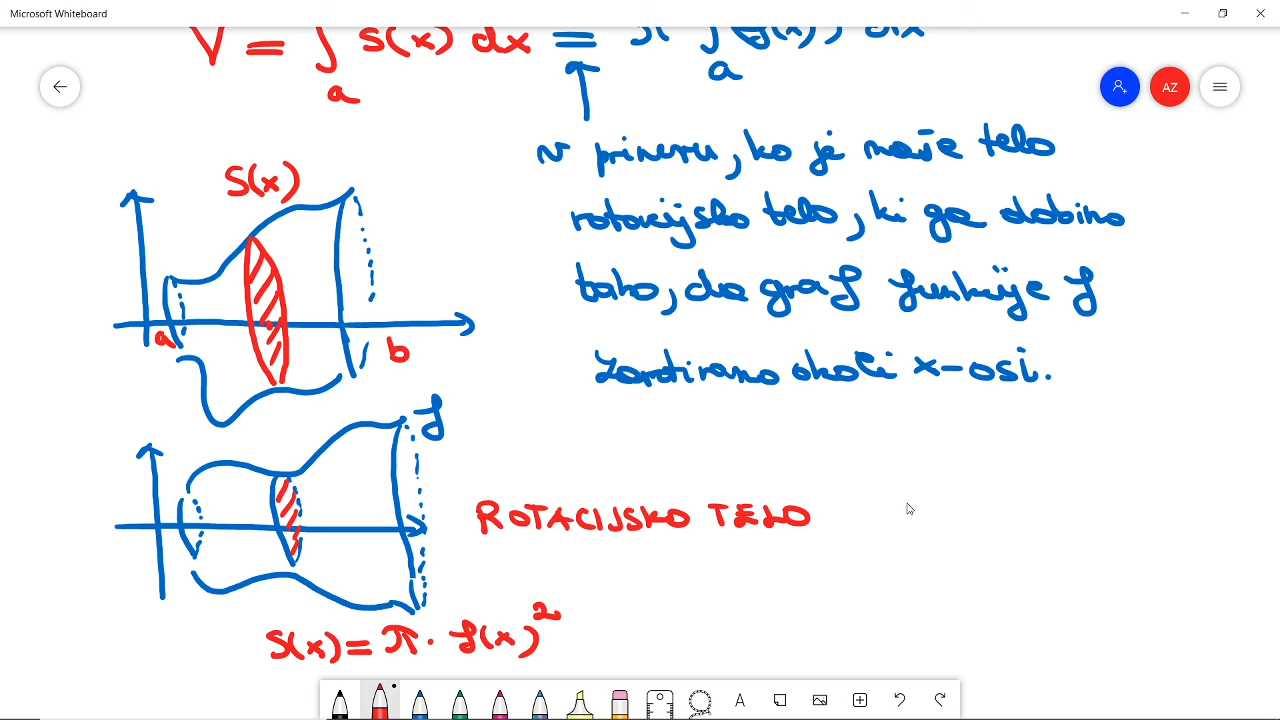 Microsoft Whiteboard
V = ∫ S(x) dx = π ∫ f(x) dx
a a
AZ
v primeru, ko je naše telo
S(x)
rotacijsko telo, ki ga dobimo
tako, da graf funkcije f
a b
zarotiramo okoli x-osi.
f
ROTACIJSKO TELO
S(x) = π · f(x)²
A